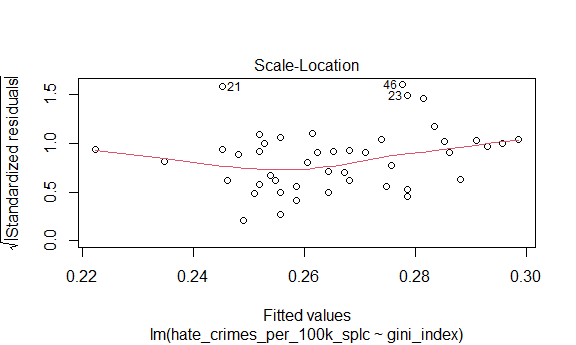 Scale-Location
√|Standardized residuals|
0.0 0.5 1.0 1.5
21
46
23
0.22 0.24 0.26 0.28 0.30
Fitted values
lm(hate_crimes_per_100k_splc ~ gini_index)